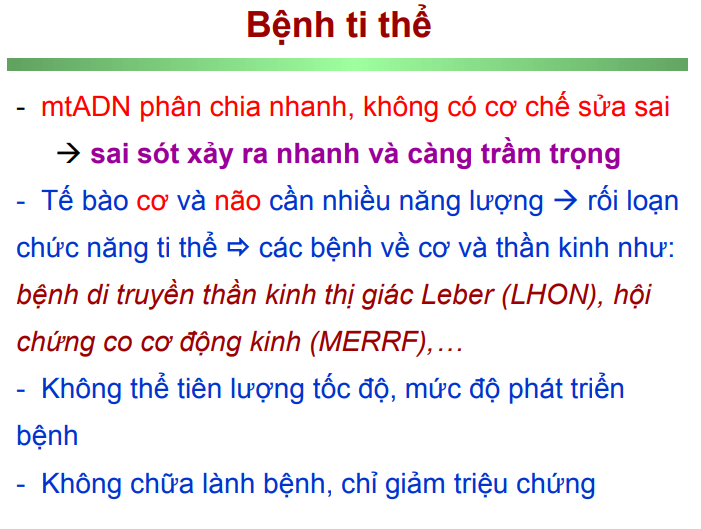 Bệnh ti thể
- mtADN phân chia nhanh, không có cơ chế sửa sai
→ sai sót xảy ra nhanh và càng trầm trọng
- Tế bào cơ và não cần nhiều năng lượng → rối loạn
chức năng ti thể ⇨ các bệnh về cơ và thần kinh như:
bệnh di truyền thần kinh thị giác Leber (LHON), hội
chứng co cơ động kinh (MERRF),…
- Không thể tiên lượng tốc độ, mức độ phát triển
bệnh
- Không chữa lành bệnh, chỉ giảm triệu chứng